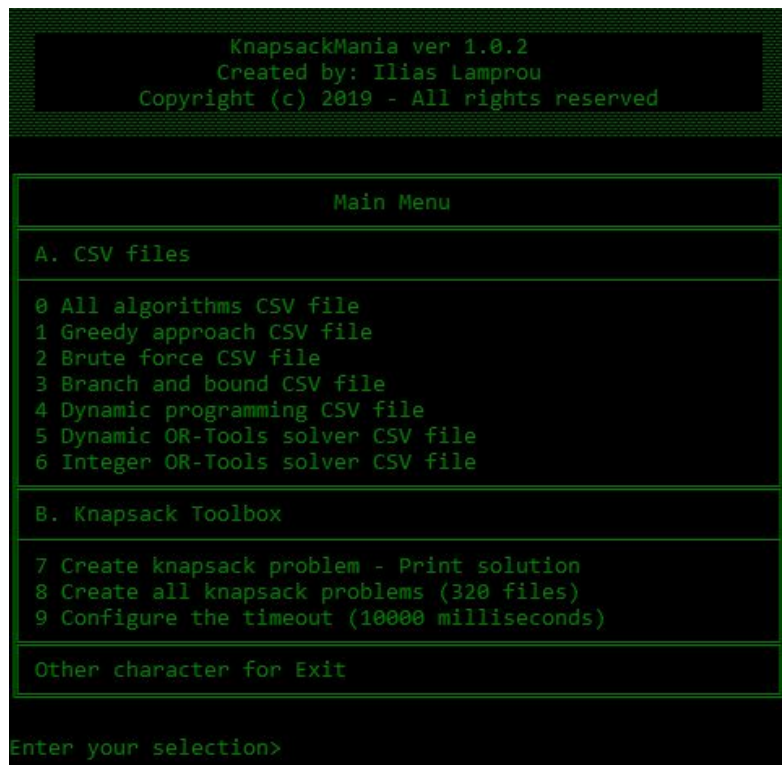 KnapsackMania ver 1.0.2
Created by: Ilias Lamprou
Copyright (c) 2019 - All rights reserved
Main Menu
A. CSV files
0 All algorithms CSV file
1 Greedy approach CSV file
2 Brute force CSV file
3 Branch and bound CSV file
4 Dynamic programming CSV file
5 Dynamic OR-Tools solver CSV file
6 Integer OR-Tools solver CSV file
B. Knapsack Toolbox
7 Create knapsack problem - Print solution
8 Create all knapsack problems (320 files)
9 Configure the timeout (10000 milliseconds)
Other character for Exit
Enter your selection>